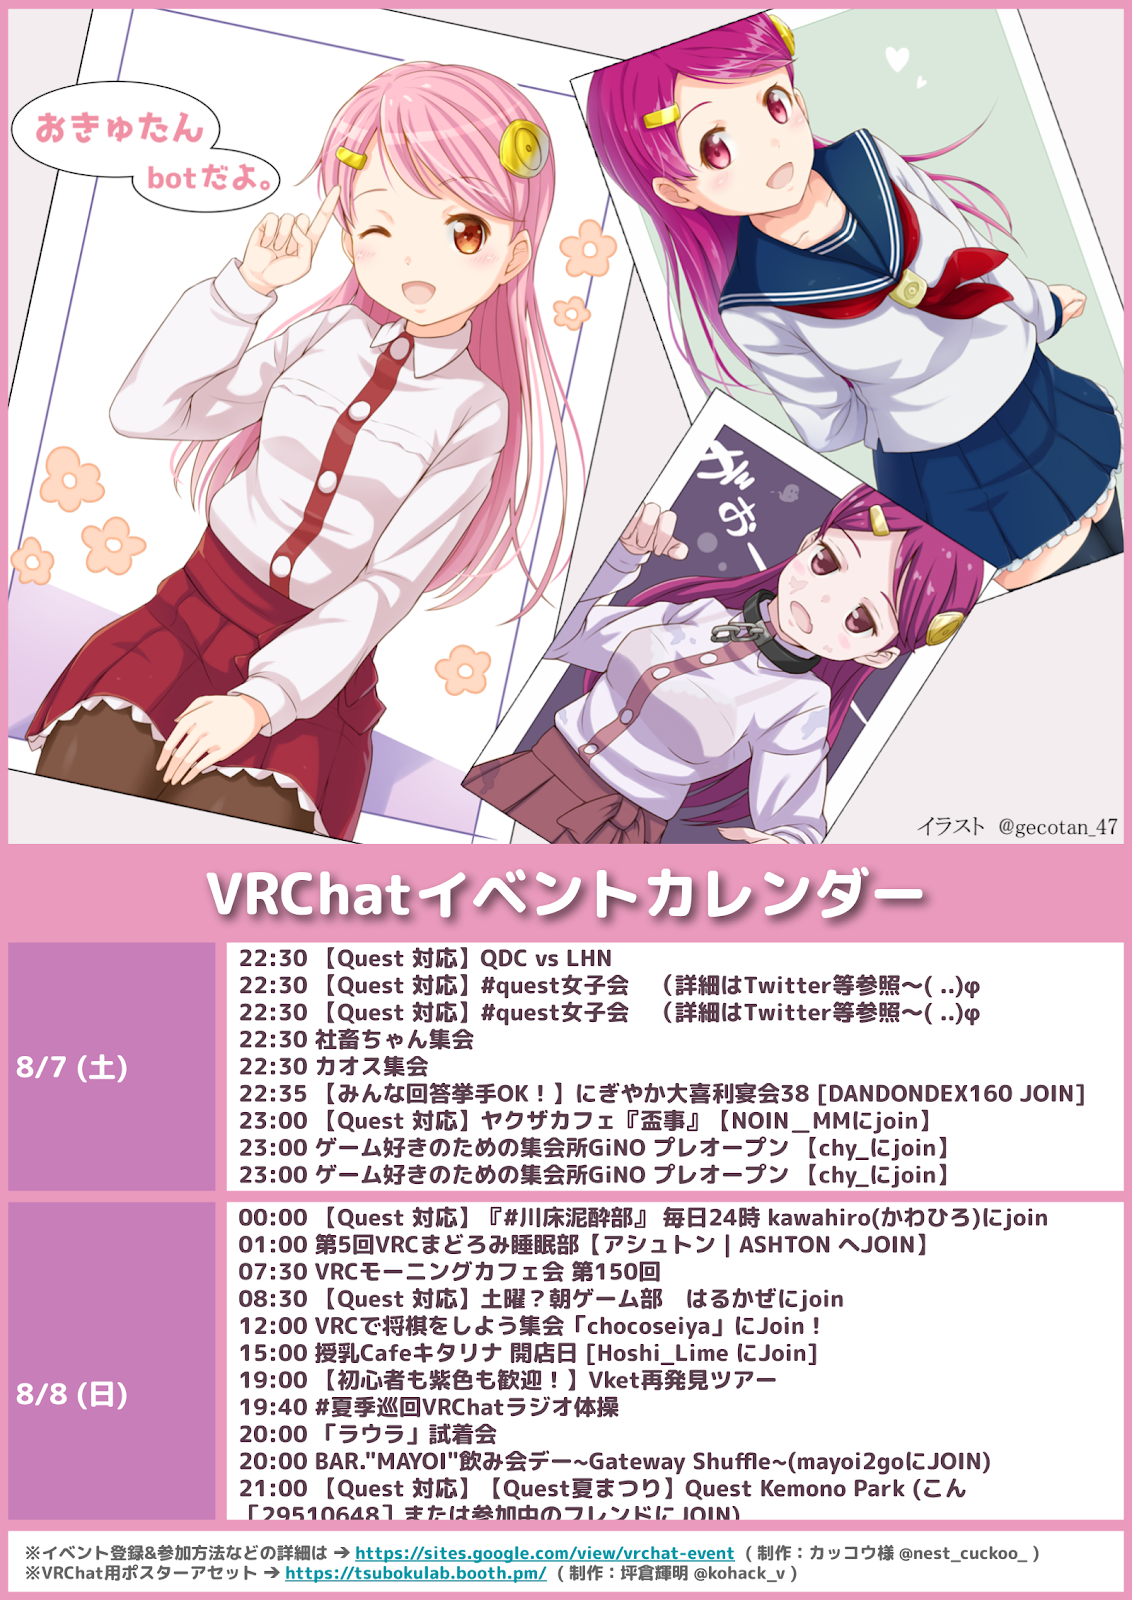 おきゅたん
botだよ。
がおー
イラスト @gecotan_47
VRChatイベントカレンダー
8/7 (土)
22:30 【Quest 対応】QDC vs LHN
22:30 【Quest 対応】#quest女子会　（詳細はTwitter等参照～( ..)φ
22:30 【Quest 対応】#quest女子会　（詳細はTwitter等参照～( ..)φ
22:30 社畜ちゃん集会
22:30 カオス集会
22:35 【みんな回答挙手OK！】にぎやか大喜利宴会38 [DANDONDEX160 JOIN]
23:00 【Quest 対応】ヤクザカフェ『盃事』【NOIN＿MMにjoin】
23:00 ゲーム好きのための集会所GiNO プレオープン 【chy_にjoin】
23:00 ゲーム好きのための集会所GiNO プレオープン 【chy_にjoin】
8/8 (日)
00:00 【Quest 対応】『#川床泥酔部』 毎日24時 kawahiro(かわひろ)にjoin
01:00 第5回VRCまどろみ睡眠部【アシュトン | ASHTON へJOIN】
07:30 VRCモーニングカフェ会 第150回
08:30 【Quest 対応】土曜？朝ゲーム部　はるかぜにjoin
12:00 VRCで将棋をしよう集会「chocoseiya」にJoin！
15:00 授乳Cafeキタリナ 開店日 [Hoshi_Lime にJoin]
19:00 【初心者も紫色も歓迎！】Vket再発見ツアー
19:40 #夏季巡回VRChatラジオ体操
20:00 「ラウラ」試着会
20:00 BAR."MAYOI"飲み会デー~Gateway Shuffle~(mayoi2goにJOIN)
21:00 【Quest 対応】【Quest夏まつり】Quest Kemono Park (こん
［29510648］または参加中のフレンドに JOIN)
※イベント登録&参加方法などの詳細は → https://sites.google.com/view/vrchat-event （ 制作：カッコウ様 @nest_cuckoo_ ）
※VRChat用ポスターアセット → https://tsubokulab.booth.pm/ （ 制作：坪倉輝明 @kohack_v ）